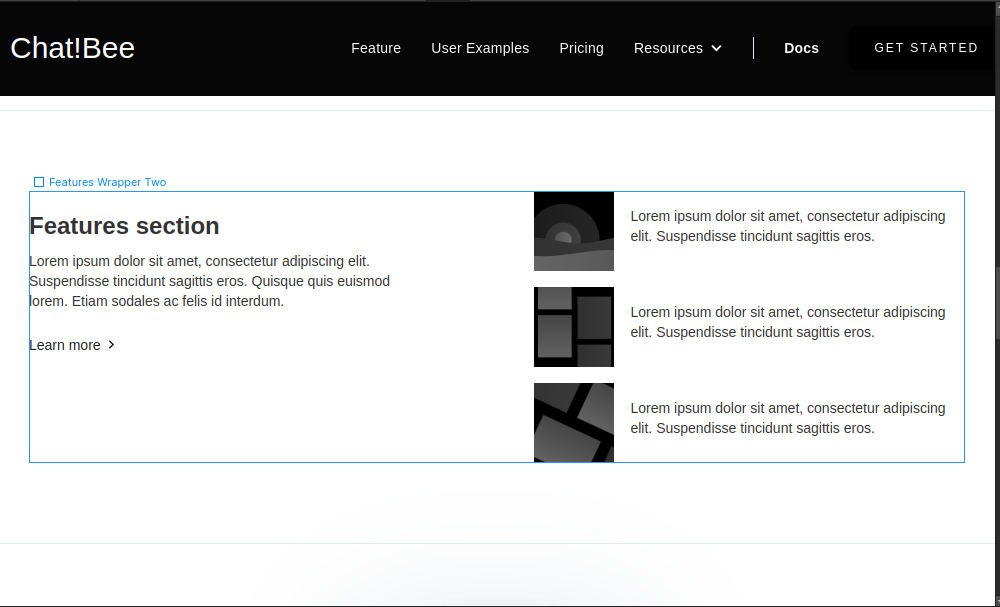 Chat!Bee
Feature
User Examples
Pricing
Resources
Docs
GET STARTED
Features Wrapper Two
Features section
Lorem ipsum dolor sit amet, consectetur adipiscing elit.
Suspendisse tincidunt sagittis eros. Quisque quis euismod
lorem. Etiam sodales ac felis id interdum.
Learn more
Lorem ipsum dolor sit amet, consectetur adipiscing
elit. Suspendisse tincidunt sagittis eros.
Lorem ipsum dolor sit amet, consectetur adipiscing
elit. Suspendisse tincidunt sagittis eros.
Lorem ipsum dolor sit amet, consectetur adipiscing
elit. Suspendisse tincidunt sagittis eros.